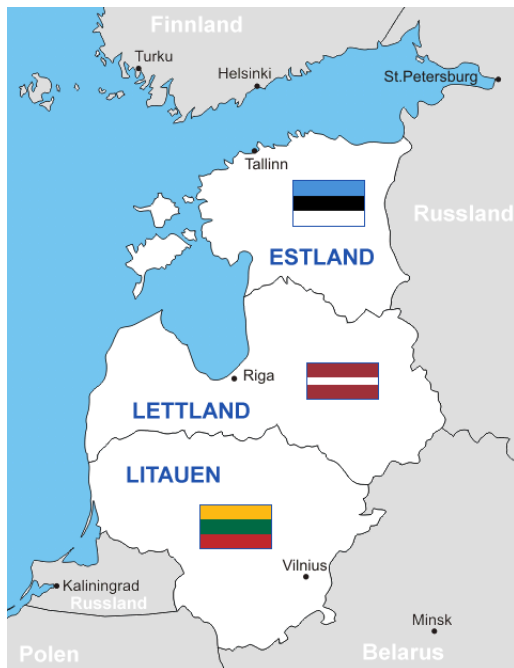 Finnland
Turku
Helsinki
St.Petersburg
Tallinn
Russland
ESTLAND
Riga
LETTLAND
LITAUEN
Vilnius
Kaliningrad
Russland
Minsk
Polen
Belarus